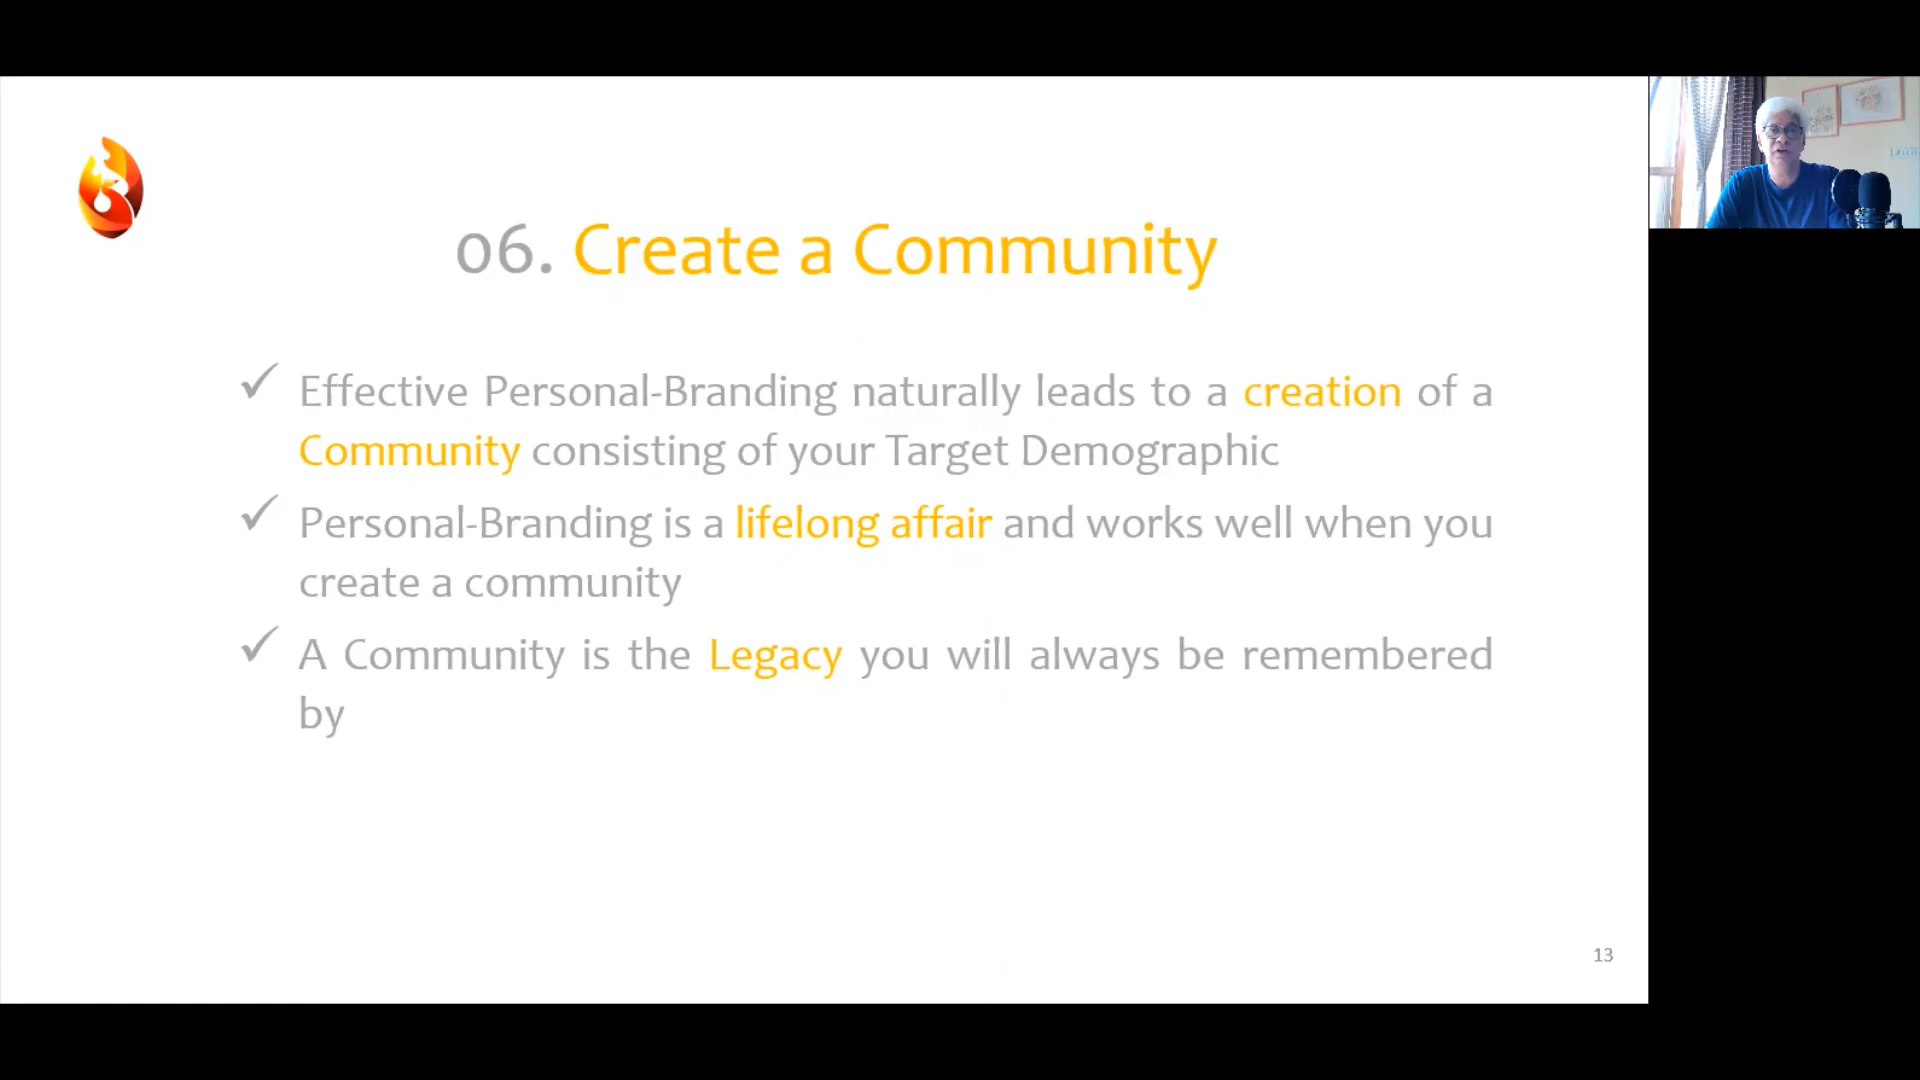 06. Create a Community
✓ Effective Personal-Branding naturally leads to a creation of a
Community consisting of your Target Demographic
✓ Personal-Branding is a lifelong affair and works well when you
create a community
✓ A Community is the Legacy you will always be remembered
by
13